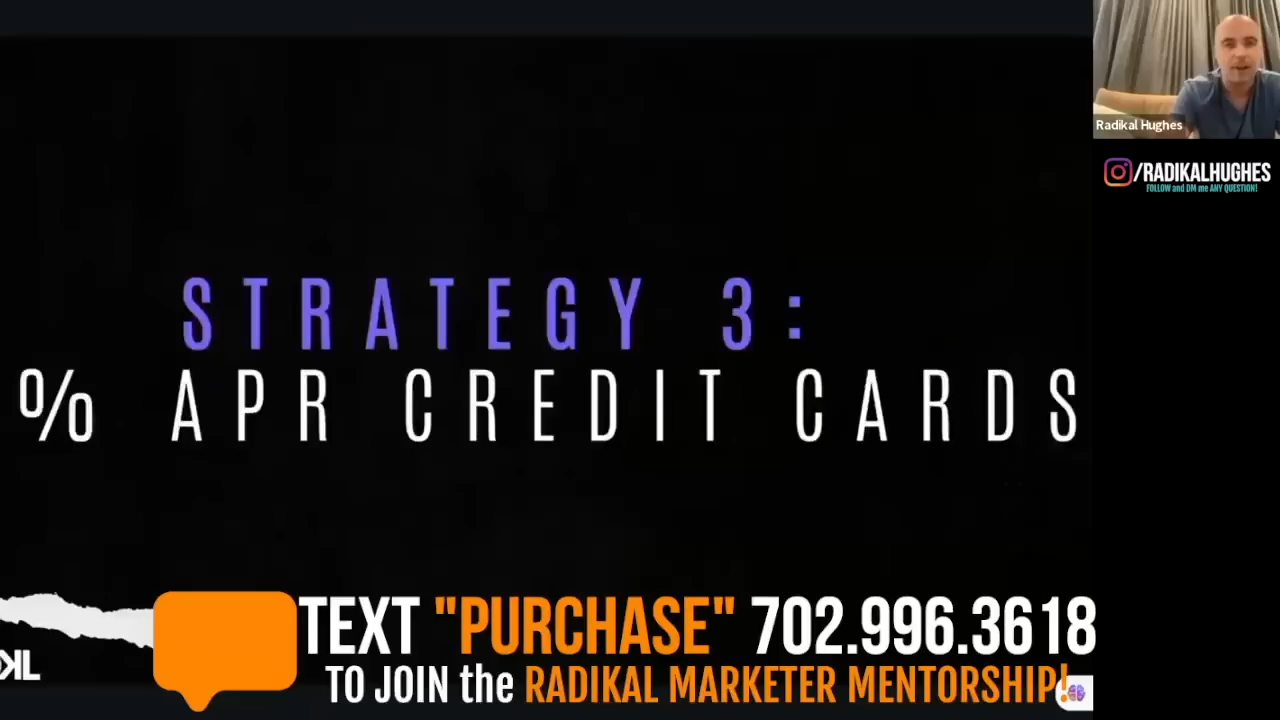 Radikal Hughes
/RADIKALHUGHES
FOLLOW and DM me ANY QUESTION!
STRATEGY 3:
% APR CREDIT CARDS
TEXT "PURCHASE" 702.996.3618
TO JOIN the RADIKAL MARKETER MENTORSHIP!